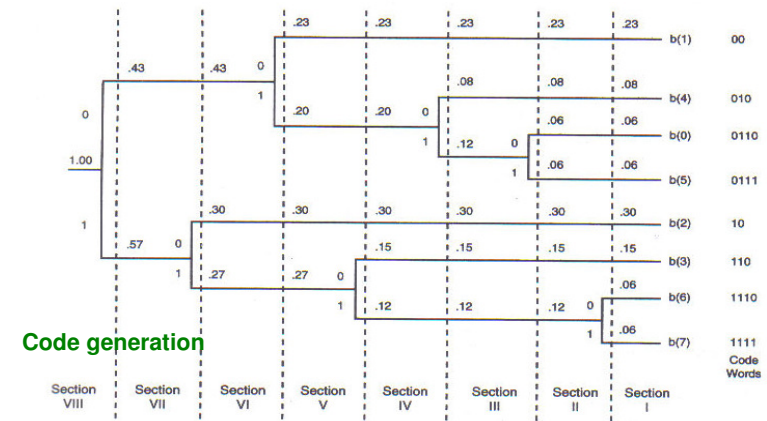 .23 .23 .23 .23 .23
b(1) 00
.43 .43 0
1
.08 .08 .08
b(4) 010
0
.20 .20 0
1
.06 .06
b(0) 0110
.12 0
1
1.00
.06 .06
b(5) 0111
.30 .30 .30 .30 .30 .30
b(2) 10
1
.57 0
1
.15 .15 .15 .15
b(3) 110
.27 .27 0
1
.06
b(6) 1110
.12 .12 .12 0
1
.06
b(7) 1111
Code generation
Code
Words
Section Section Section Section Section Section Section Section
VIII VII VI V IV III II I